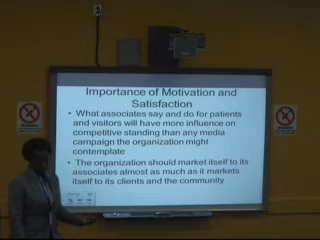 Importance of Motivation and
Satisfaction
• What associates say and do for patients
and visitors will have more influence on
competitive standing than any media
campaign the organization might
contemplate
• The organization should market itself to its
associates almost as much as it markets
itself to its clients and the community